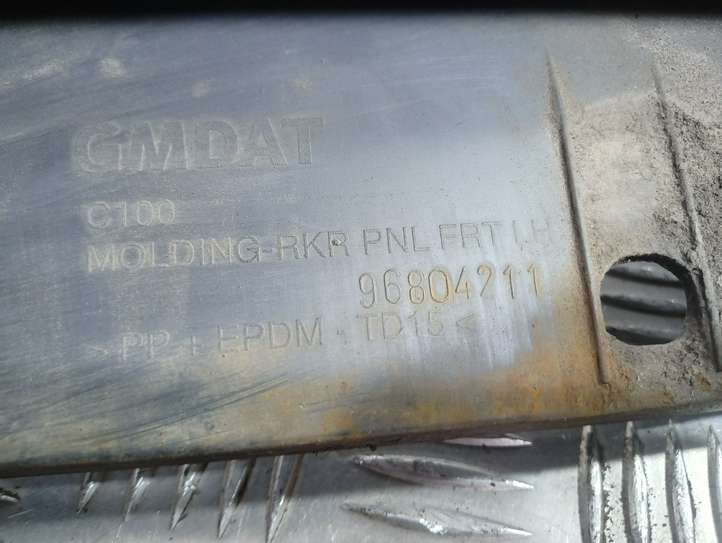 GMDAT
C100
MOLDING-RKR PNL FRT LH
96804211
> PP + EPDM - TD15 <